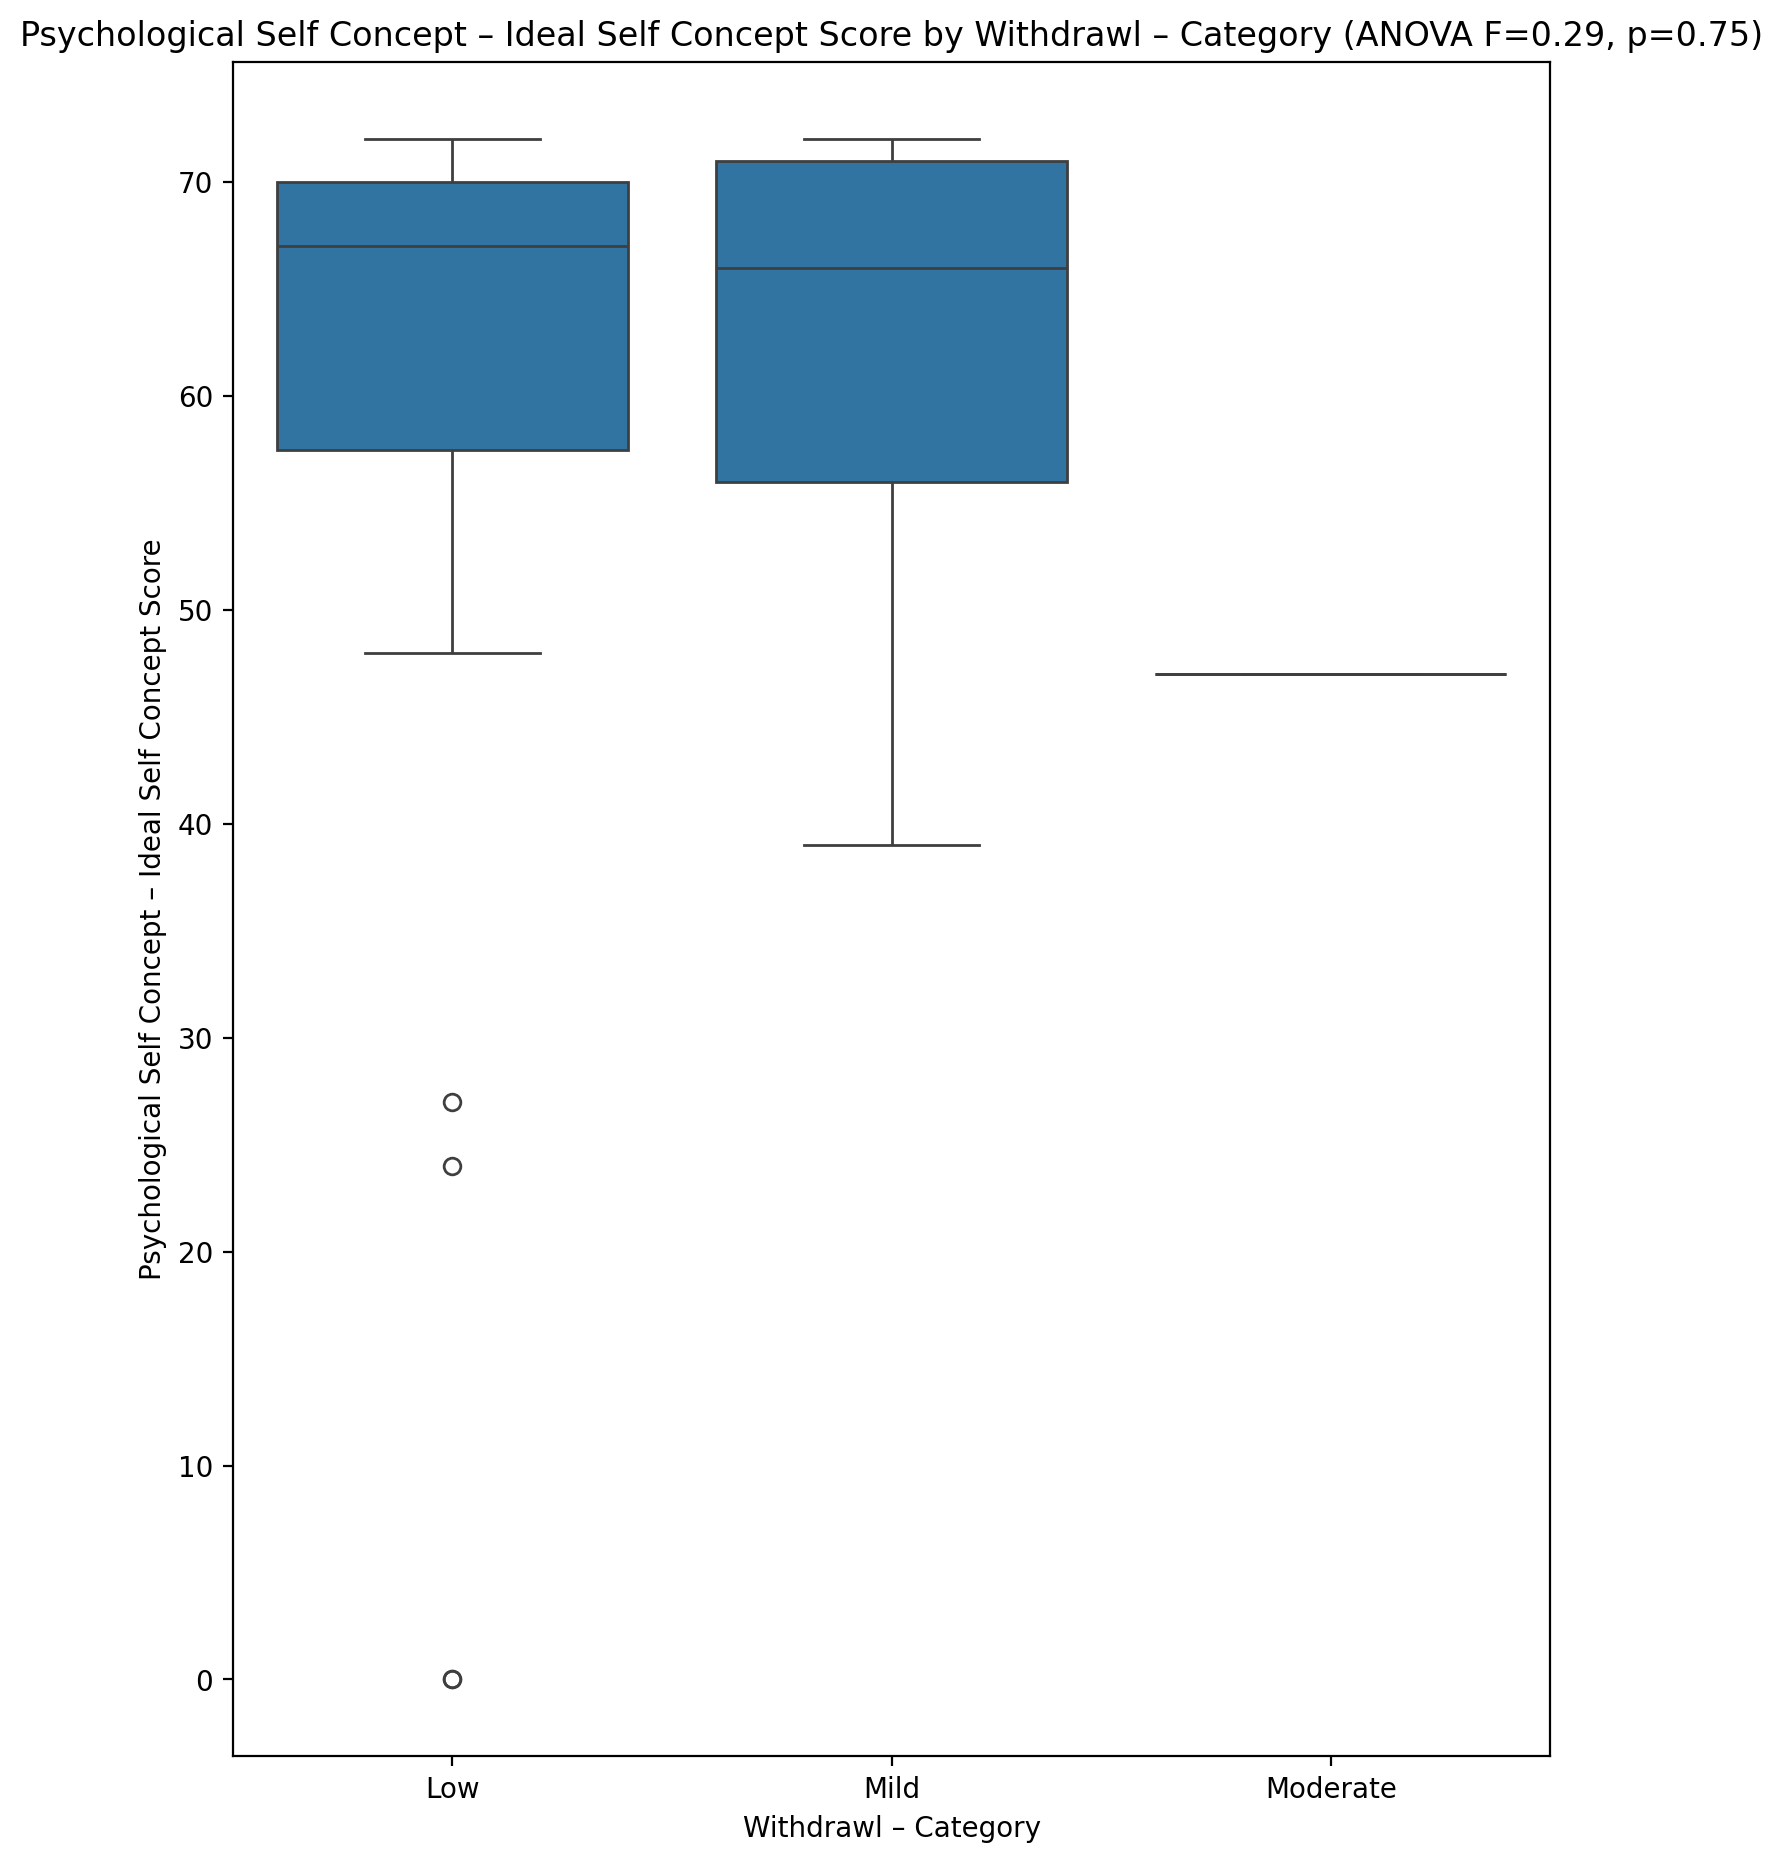 Psychological Self Concept – Ideal Self Concept Score by Withdrawl – Category (ANOVA F=0.29, p=0.75)
Psychological Self Concept – Ideal Self Concept Score
70
60
50
40
30
20
10
0
Low Mild Moderate
Withdrawl – Category